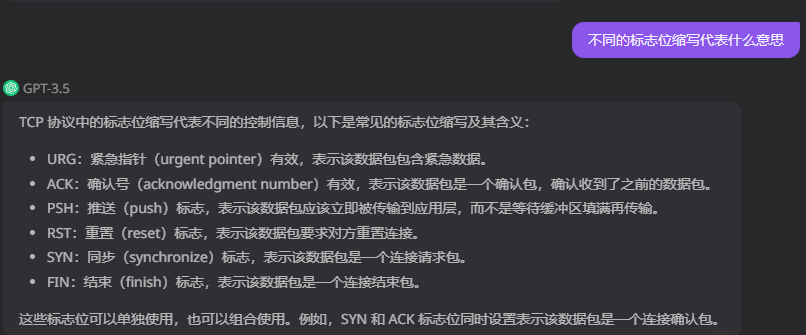 不同的标志位缩写代表什么意思
GPT-3.5
TCP 协议中的标志位缩写代表不同的控制信息，以下是常见的标志位缩写及其含义：
• URG：紧急指针（urgent pointer）有效，表示该数据包包含紧急数据。
• ACK：确认号（acknowledgment number）有效，表示该数据包是一个确认包，确认收到了之前的数据包。
• PSH：推送（push）标志，表示该数据包应该立即被传输到应用层，而不是等待缓冲区填满再传输。
• RST：重置（reset）标志，表示该数据包要求对方重置连接。
• SYN：同步（synchronize）标志，表示该数据包是一个连接请求包。
• FIN：结束（finish）标志，表示该数据包是一个连接结束包。
这些标志位可以单独使用，也可以组合使用。例如，SYN 和 ACK 标志位同时设置表示该数据包是一个连接确认包。